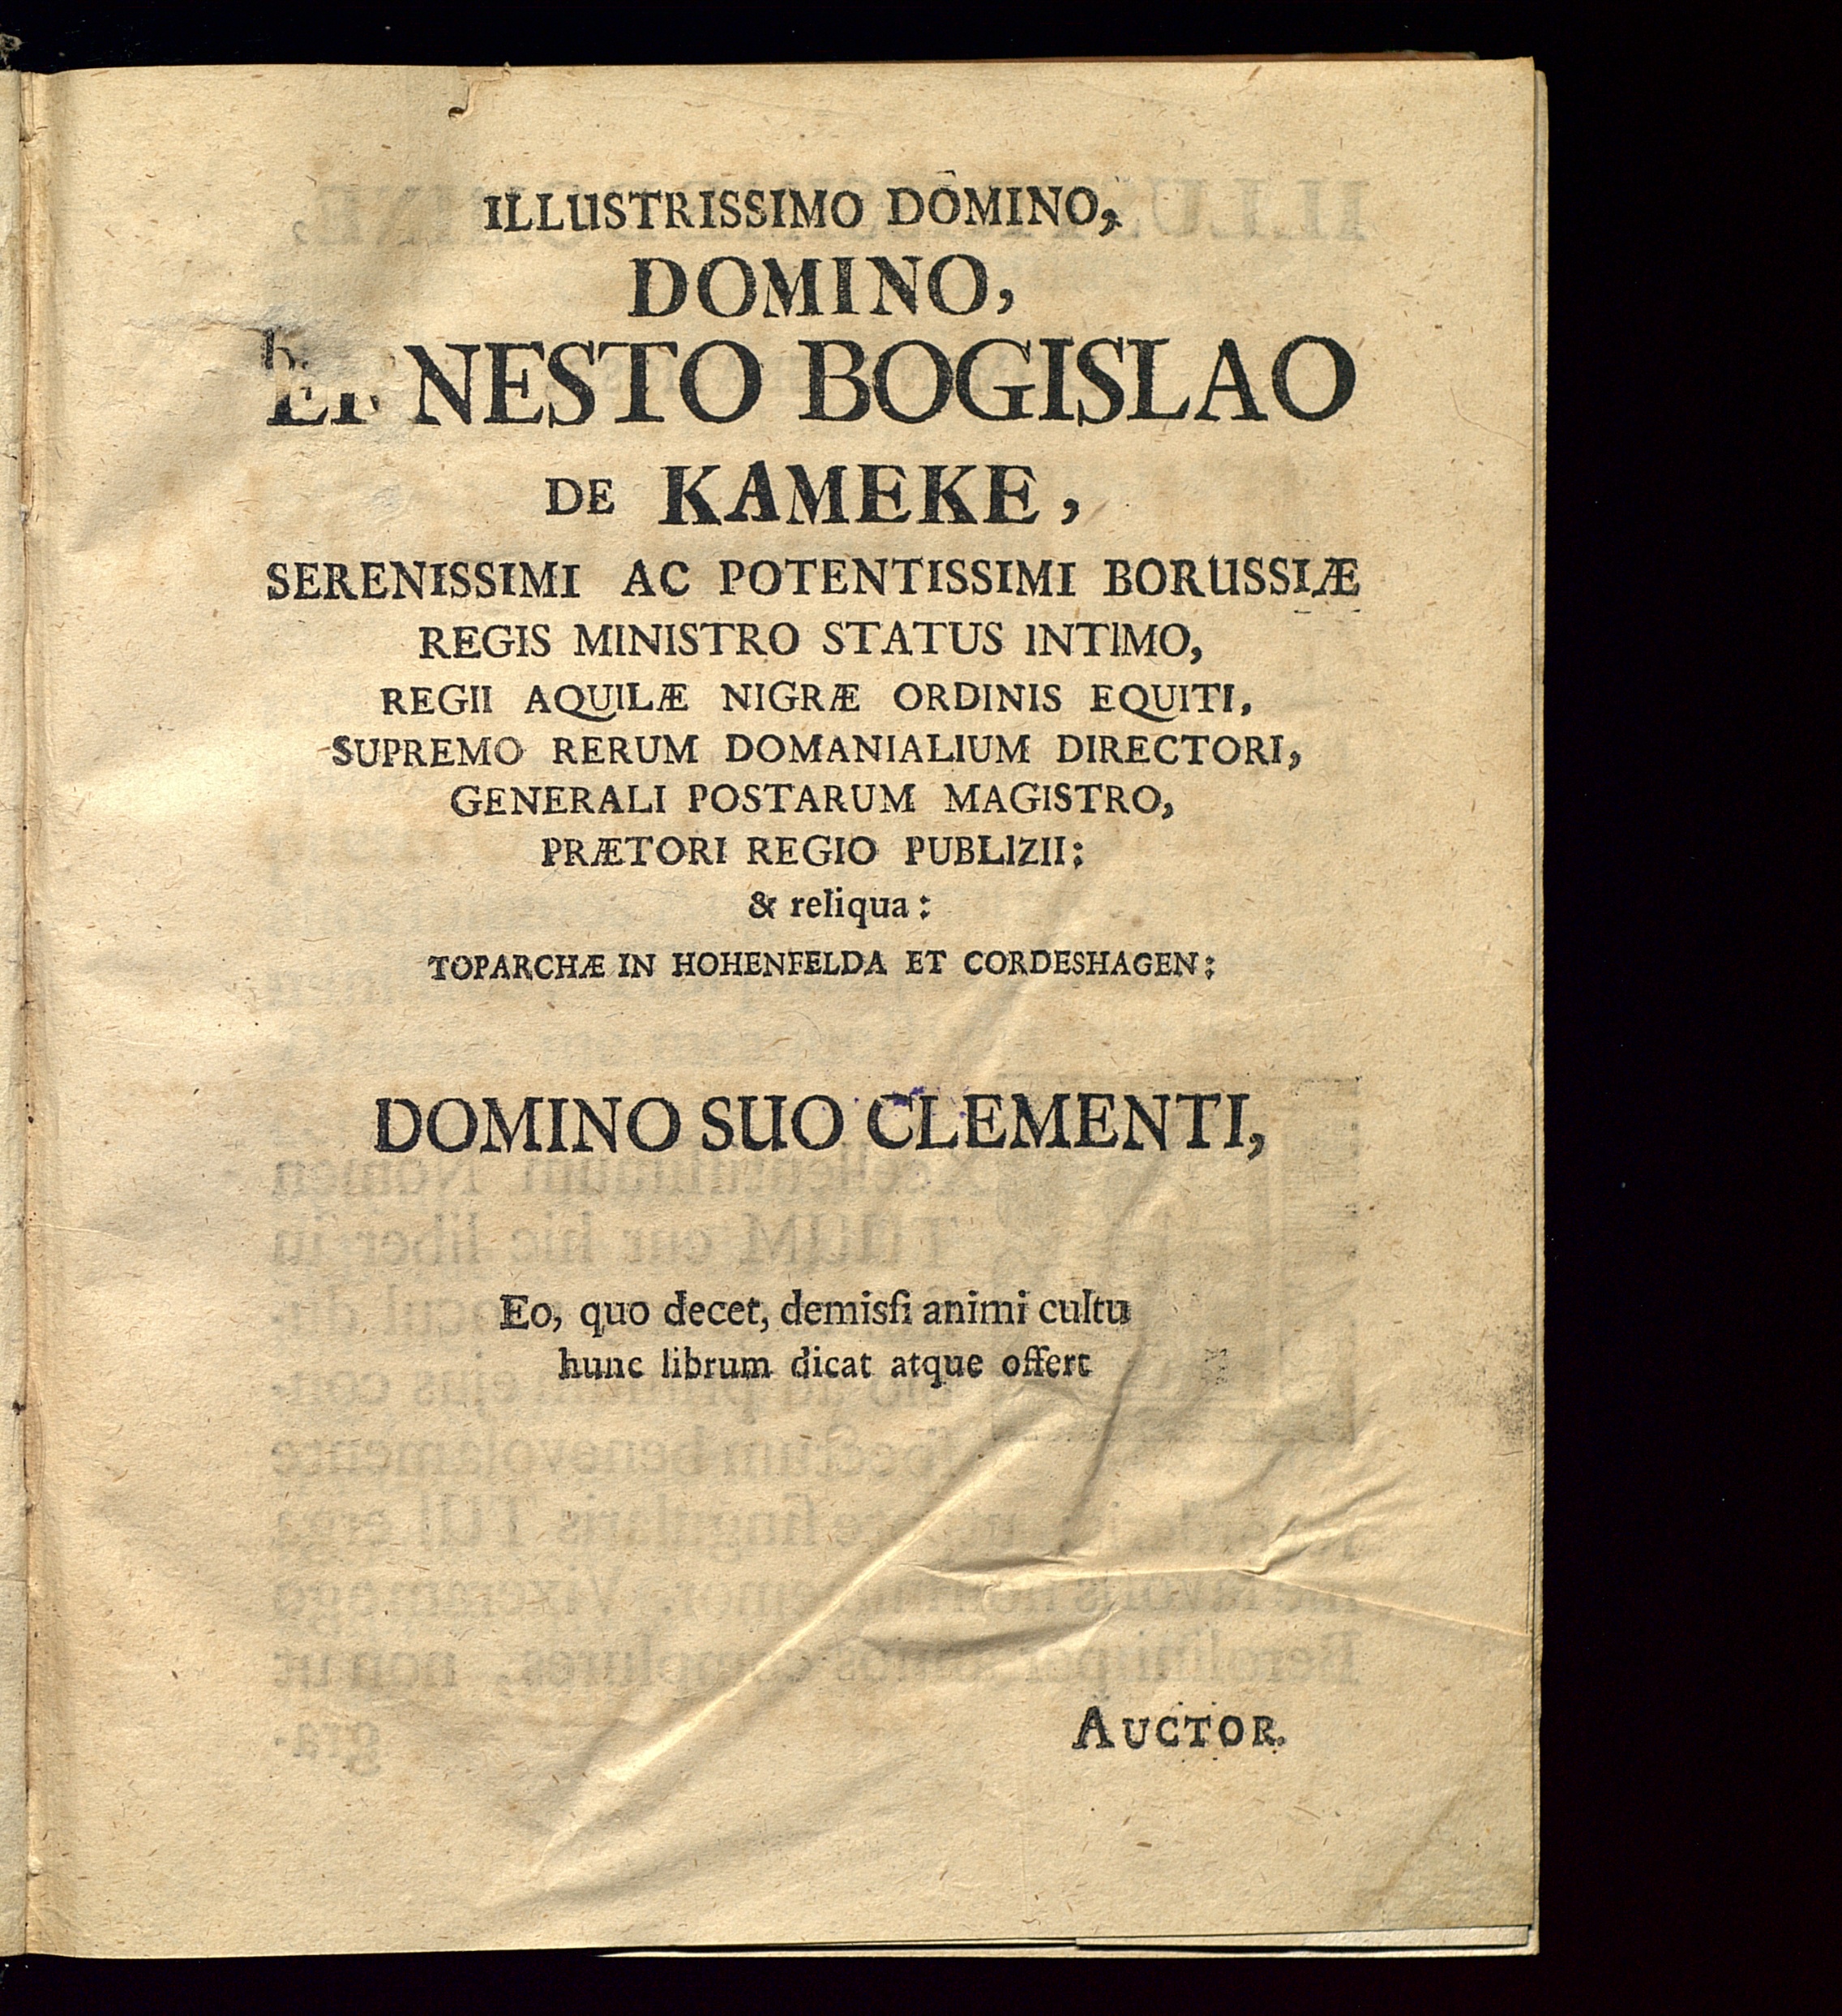 ILLUSTRISSIMO DOMINO,
DOMINO,
ERNESTO BOGISLAO
DE KAMEKE,
SERENISSIMI AC POTENTISSIMI BORUSSIÆ
REGIS MINISTRO STATUS INTIMO,
REGII AQUILÆ NIGRÆ ORDINIS EQUITI,
SUPREMO RERUM DOMANIALIUM DIRECTORI,
GENERALI POSTARUM MAGISTRO,
PRÆTORI REGIO PUBLIZII:
& reliqua:
TOPARCHÆ IN HOHENFELDA ET CORDESHAGEN:
DOMINO SUO CLEMENTI,
Eo, quo decet, demisſi animi cultu
hunc librum dicat atque offert
AUCTOR.